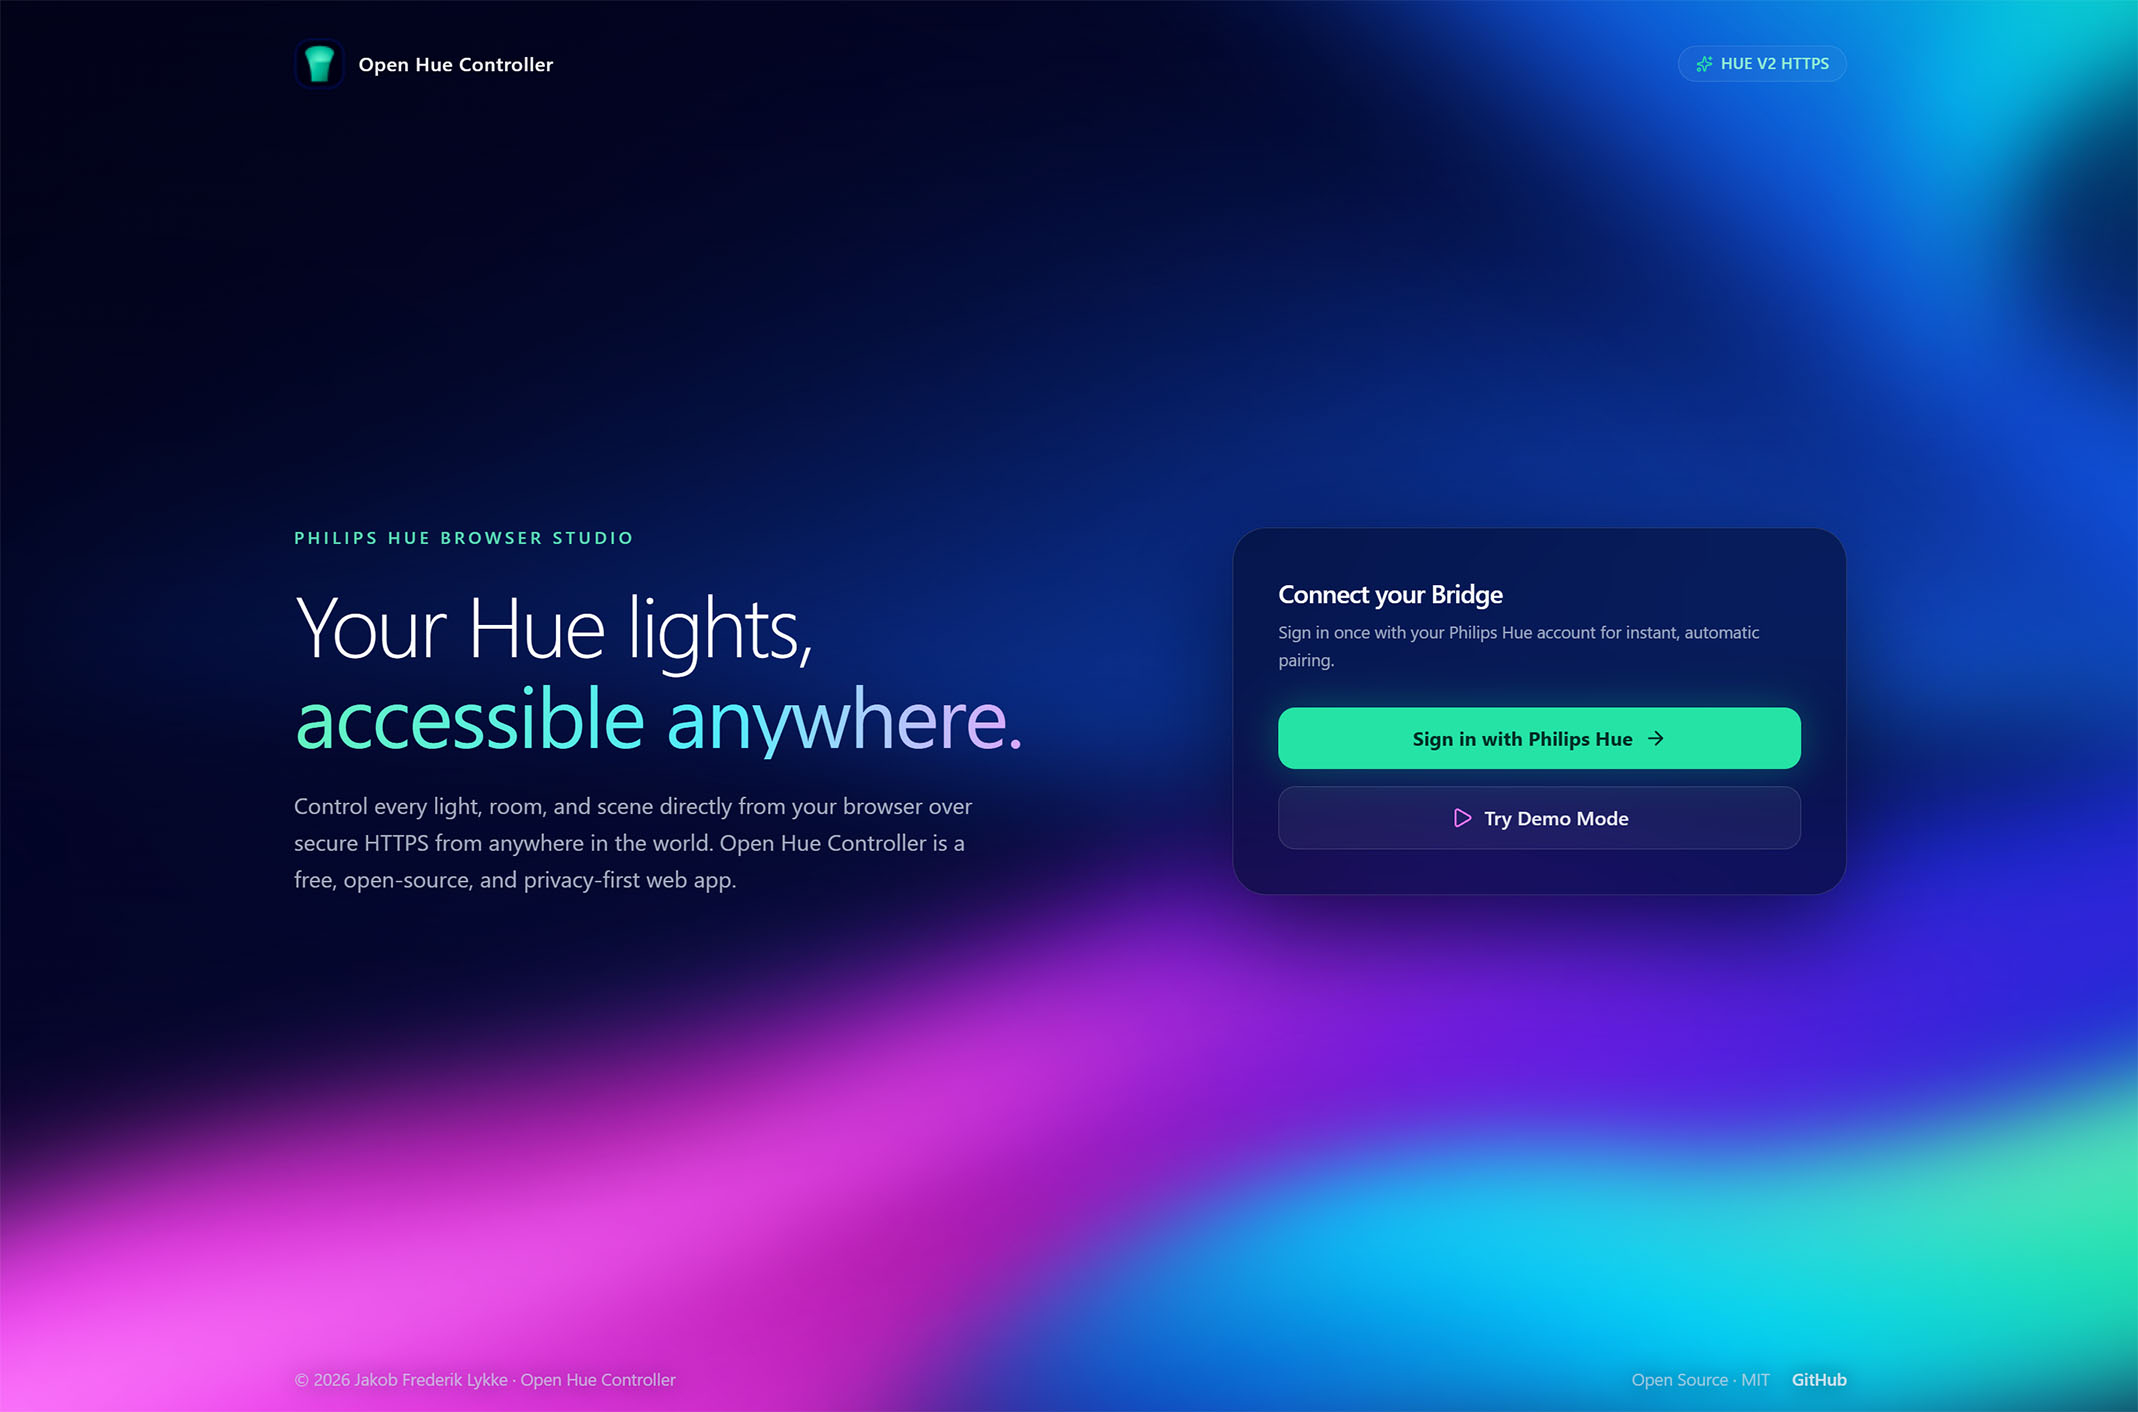 Open Hue Controller
HUE V2 HTTPS
PHILIPS HUE BROWSER STUDIO
Your Hue lights,
accessible anywhere.
Control every light, room, and scene directly from your browser over
secure HTTPS from anywhere in the world. Open Hue Controller is a
free, open-source, and privacy-first web app.
Connect your Bridge
Sign in once with your Philips Hue account for instant, automatic
pairing.
Sign in with Philips Hue →
Try Demo Mode
© 2026 Jakob Frederik Lykke · Open Hue Controller
Open Source · MIT GitHub